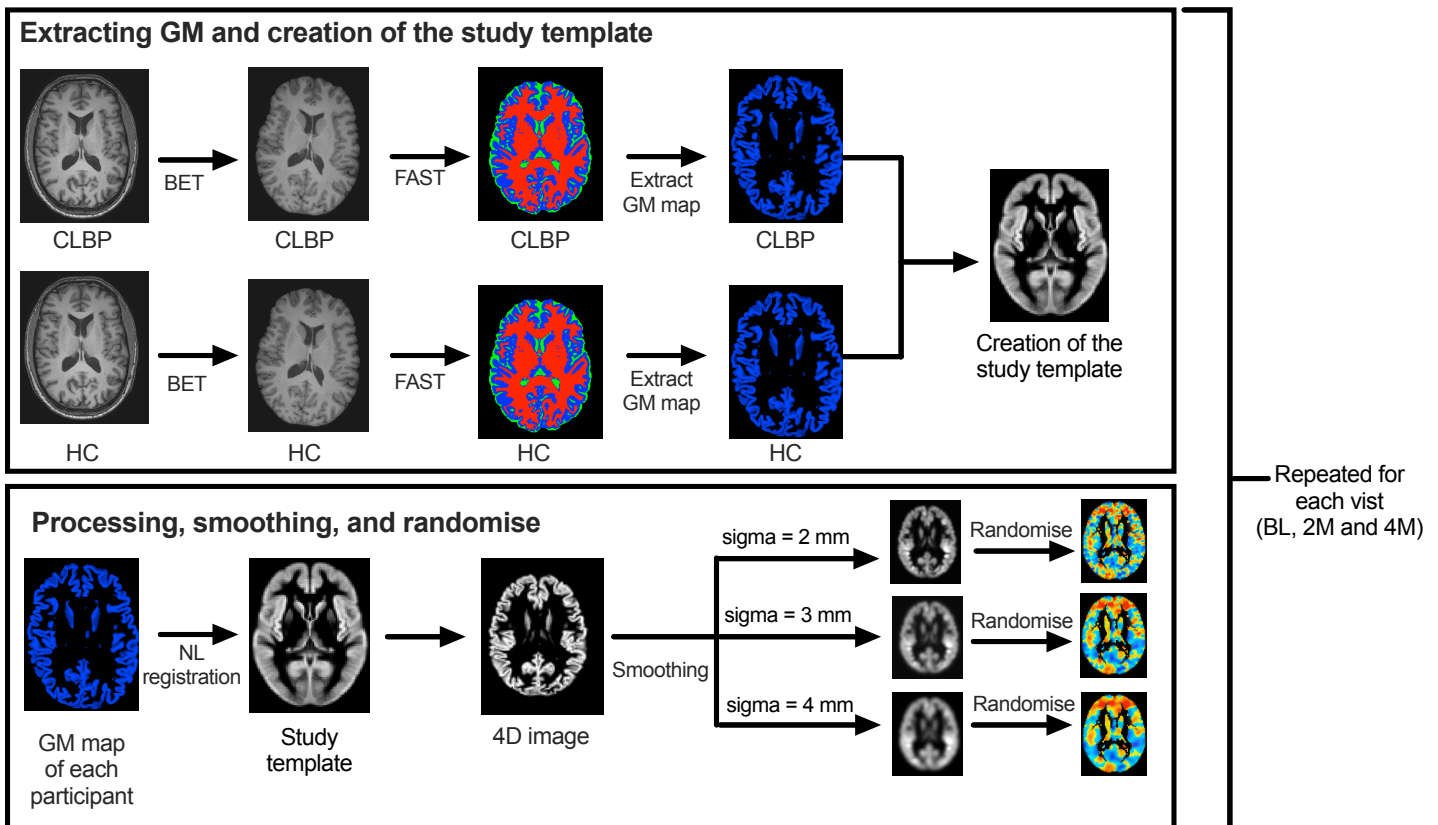 Extracting GM and creation of the study template
BET
FAST
Extract
GM map
CLBP
CLBP
CLBP
CLBP
BET
FAST
Extract
GM map
HC
HC
HC
HC
Creation of the
study template
Processing, smoothing, and randomise
NL
registration
GM map
of each
participant
Study
template
4D image
Smoothing
sigma = 2 mm
Randomise
sigma = 3 mm
Randomise
sigma = 4 mm
Randomise
Repeated for
each vist
(BL, 2M and 4M)